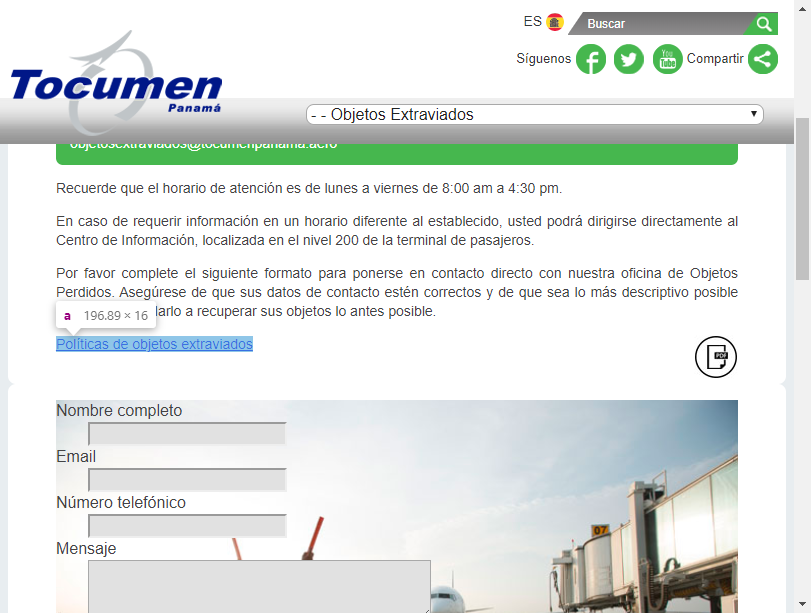 ES
Buscar
Síguenos
You
Tube
Compartir
Tocumen
Panamá
- - Objetos Extraviados
objetosextraviados@tocumenpanama.aero
Recuerde que el horario de atención es de lunes a viernes de 8:00 am a 4:30 pm.
En caso de requerir información en un horario diferente al establecido, usted podrá dirigirse directamente al
Centro de Información, localizada en el nivel 200 de la terminal de pasajeros.
Por favor complete el siguiente formato para ponerse en contacto directo con nuestra oficina de Objetos
Perdidos. Asegúrese de que sus datos de contacto estén correctos y de que sea lo más descriptivo posible
a 196.89 × 16
larlo a recuperar sus objetos lo antes posible.
Políticas de objetos extraviados
PDF
Nombre completo
Email
Número telefónico
Mensaje
07